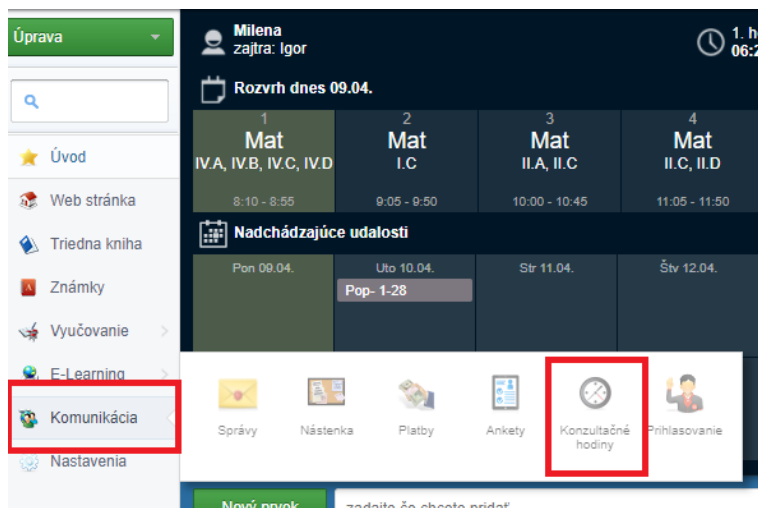 Úprava
Milena
zajtra: Igor
1.
Rozvrh dnes 09.04.
1
Mat
IV.A, IV.B, IV.C, IV.D
8:10 - 8:55
2
Mat
I.C
9:05 - 9:50
3
Mat
II.A, II.C
10:00 - 10:45
4
Mat
II.C, II.D
11:05 - 11:50
Nadchádzajúce udalosti
Pon 09.04.
Uto 10.04.
Pop- 1-28
Str 11.04.
Štv 12.04.
Úvod
Web stránka
Triedna kniha
Známky
Vyučovanie
E-Learning
Komunikácia
Nastavenia
Správy
Nástenka
Platby
Ankety
Konzultačné
hodiny
Prihlasovanie
Nový prvok
zadajte čo chcete pridať